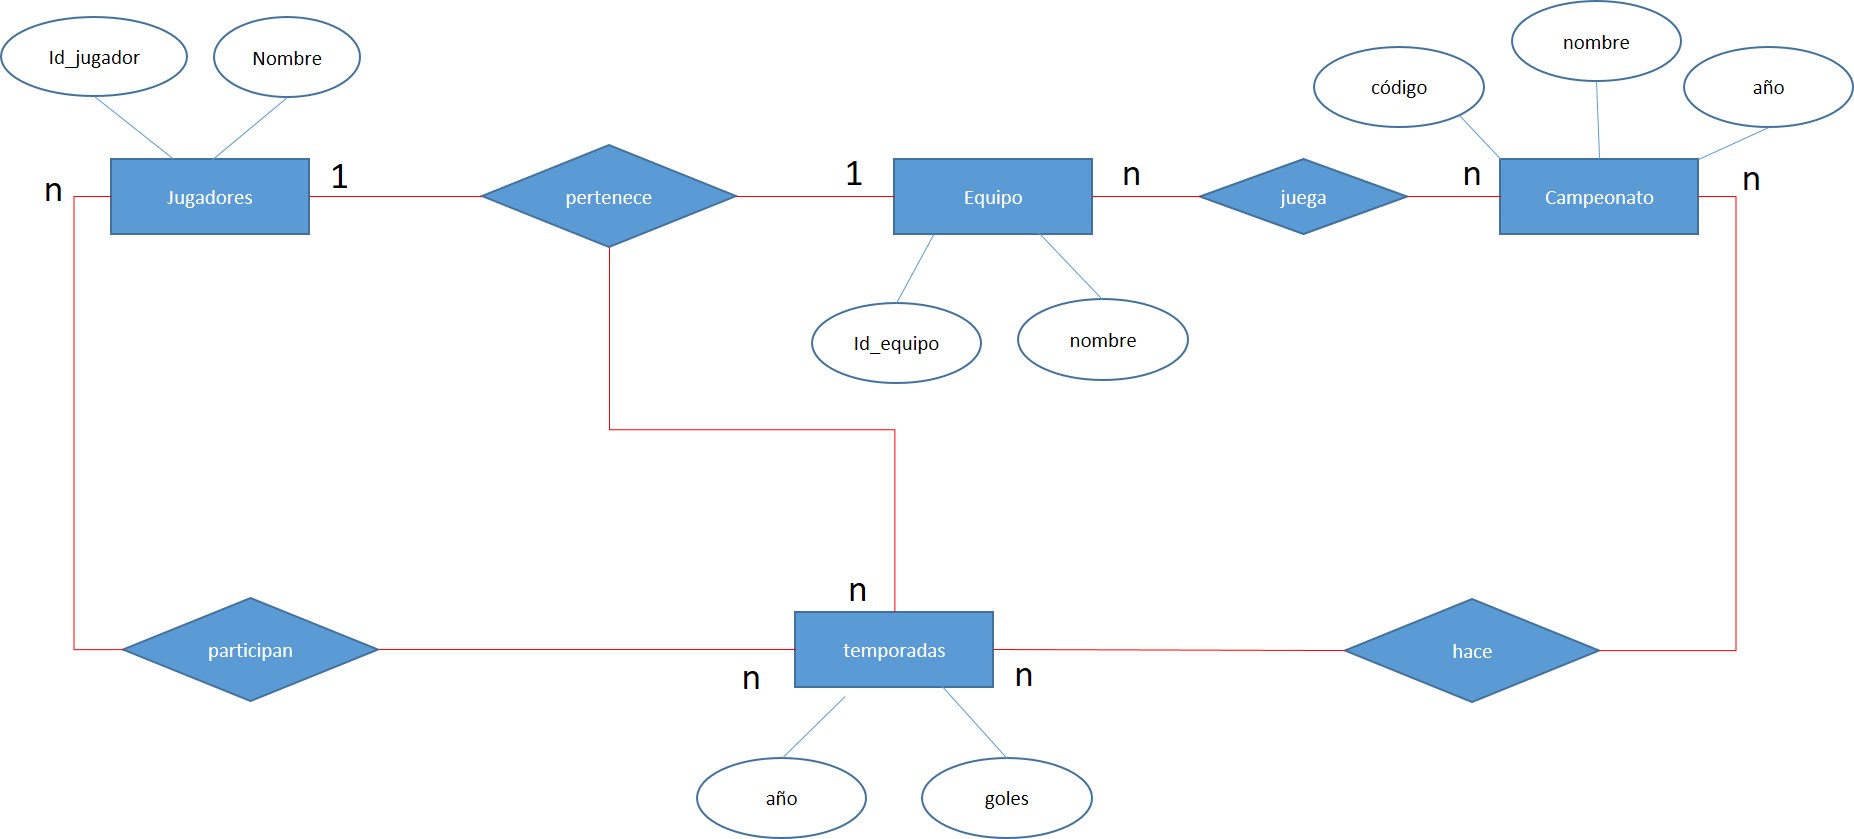 nombre
Id_jugador
Nombre
código
año
n
Jugadores
1
pertenece
1
Equipo
n
juega
n
Campeonato
n
Id_equipo
nombre
n
participan
temporadas
hace
n
n
año
goles